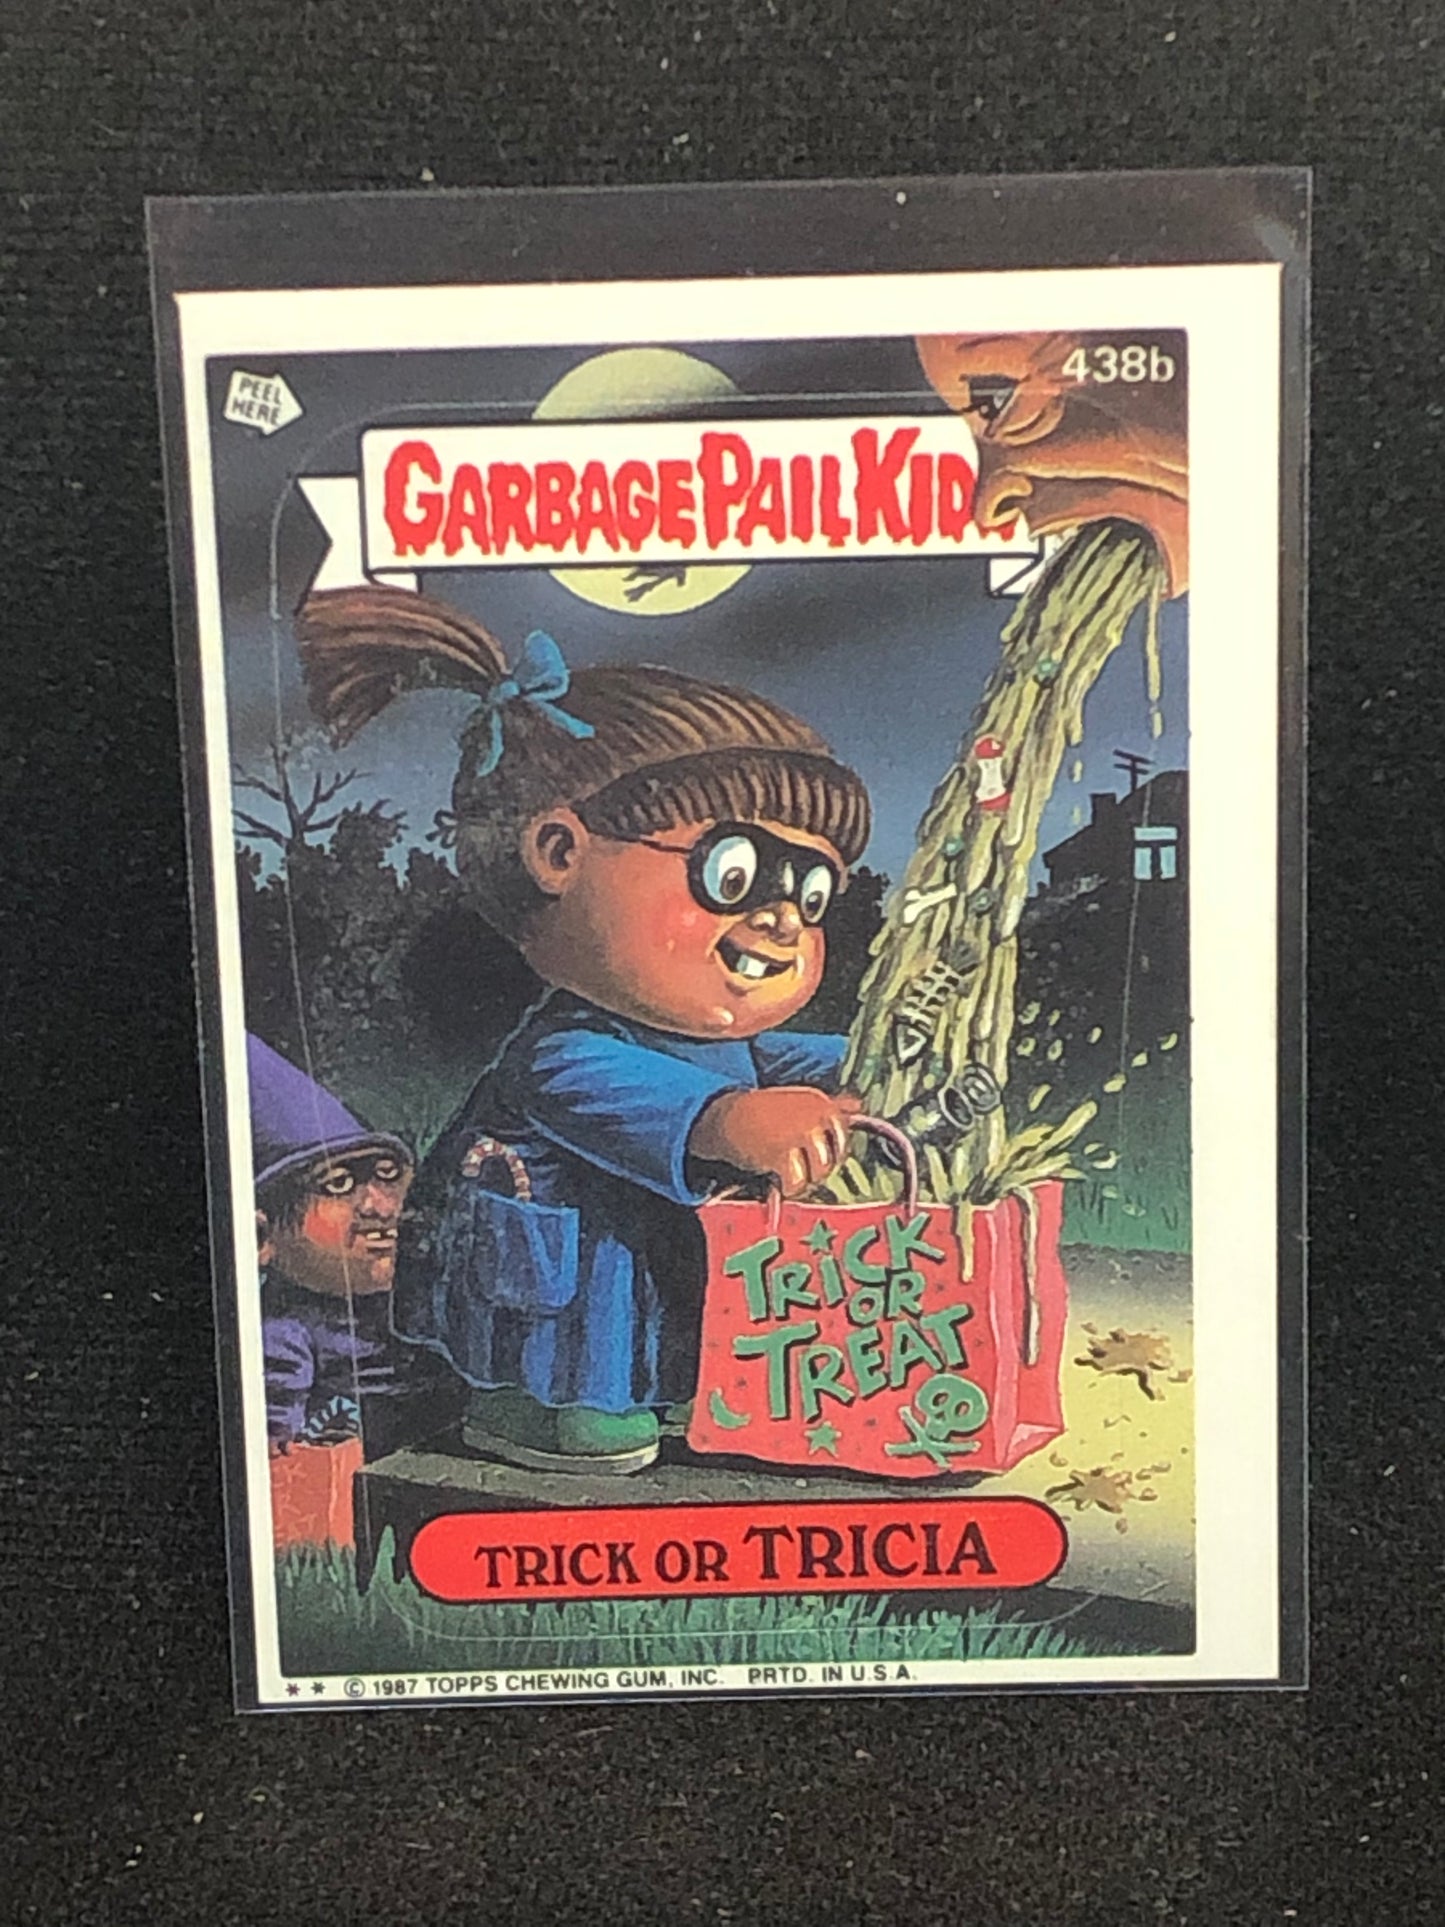 PEEL
HERE
438b
GARBAGE PAIL KID
TRICK
OR
TREAT
TRICK OR TRICIA
** © 1987 TOPPS CHEWING GUM, INC. PRTD. IN U.S.A.